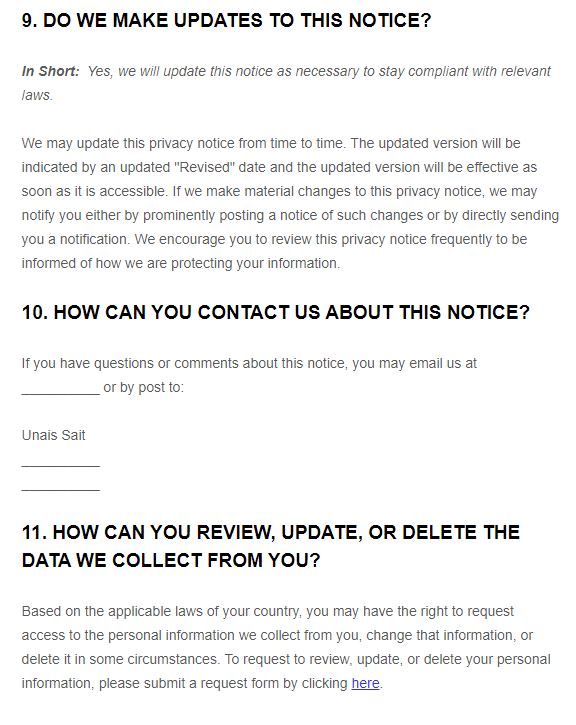 9. DO WE MAKE UPDATES TO THIS NOTICE?
In Short: Yes, we will update this notice as necessary to stay compliant with relevant
laws.
We may update this privacy notice from time to time. The updated version will be
indicated by an updated "Revised" date and the updated version will be effective as
soon as it is accessible. If we make material changes to this privacy notice, we may
notify you either by prominently posting a notice of such changes or by directly sending
you a notification. We encourage you to review this privacy notice frequently to be
informed of how we are protecting your information.
10. HOW CAN YOU CONTACT US ABOUT THIS NOTICE?
If you have questions or comments about this notice, you may email us at
__________ or by post to:
Unais Sait
__________
__________
11. HOW CAN YOU REVIEW, UPDATE, OR DELETE THE
DATA WE COLLECT FROM YOU?
Based on the applicable laws of your country, you may have the right to request
access to the personal information we collect from you, change that information, or
delete it in some circumstances. To request to review, update, or delete your personal
information, please submit a request form by clicking here.